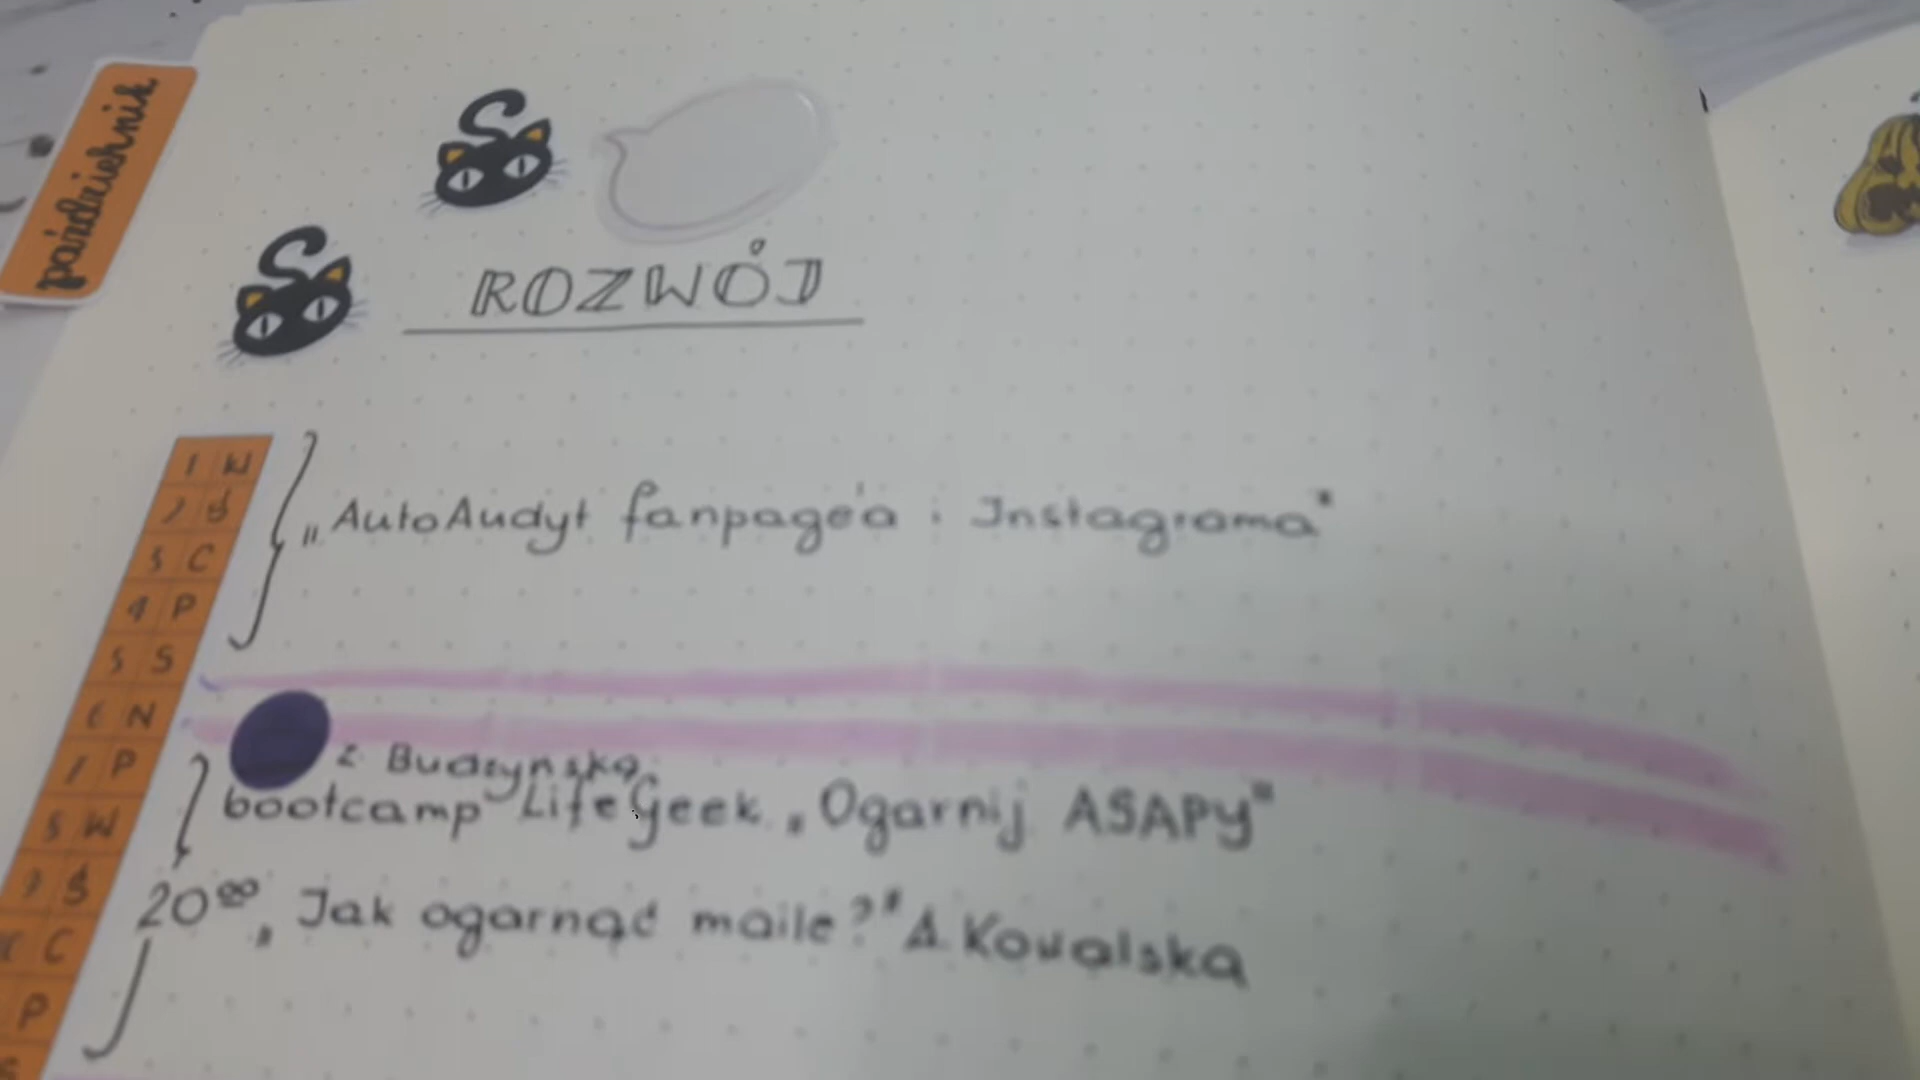 październik
ROZWÓJ
1 W
2 Ś
3 C
4 P
5 S
6 N
7 P
8 W
9 Ś
10 C
P
„AutoAudyt fanpage'a i Instagrama"
z Budzyńską
bootcamp LifeGeek „Ogarnij ASAPy"
20⁰⁰ „Jak ogarnąć maile?" A. Kowalska